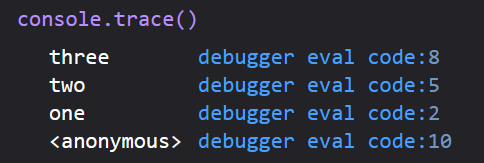 console.trace()
three debugger eval code:8
two debugger eval code:5
one debugger eval code:2
<anonymous> debugger eval code:10